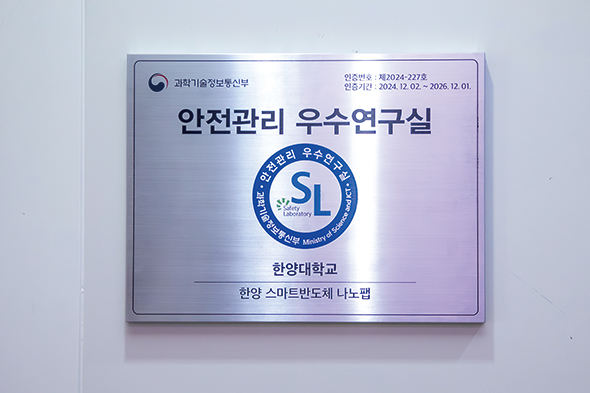 과학기술정보통신부
인증번호 : 제2024-227호
인증기간 : 2024. 12. 02. ~ 2026. 12. 01.
안전관리 우수연구실
· 안전관리 우수연구실 ·
SL
Safety
Laboratory
과학기술정보통신부 Ministry of Science and ICT
한양대학교
한양 스마트반도체 나노팹